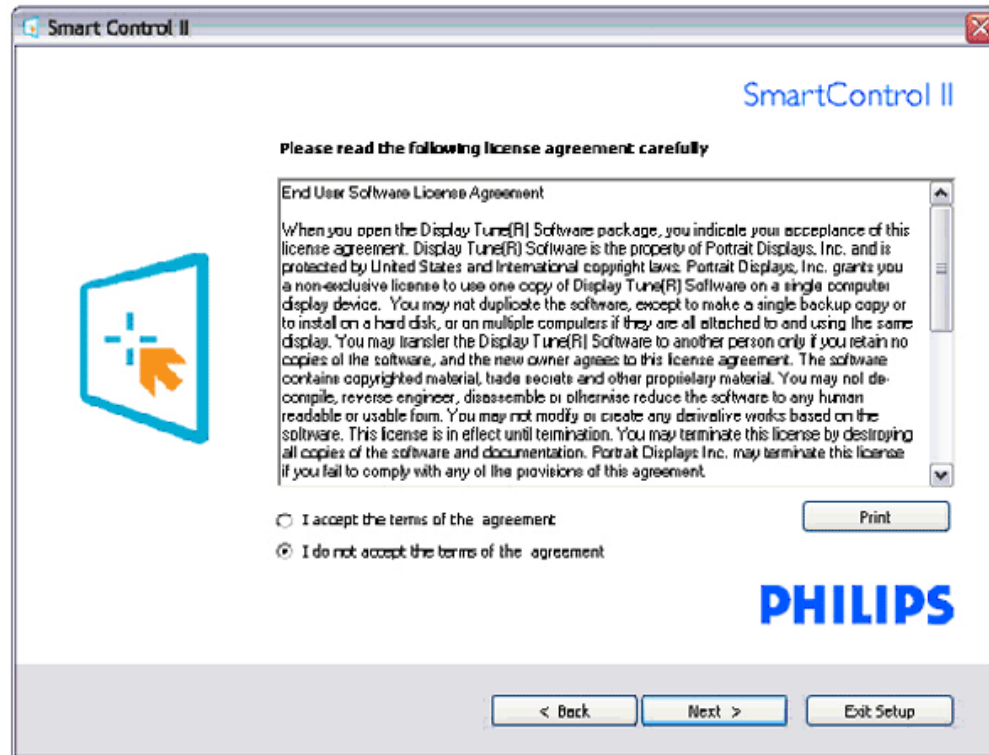 Smart Control II
SmartControl II
Please read the following license agreement carefully
End User Software License Agreement
When you open the Display Tune(R) Software package, you indicate your acceptance of this
license agreement. Display Tune(R) Software is the property of Portrait Displays, Inc. and is
protected by United States and International copyright laws. Portrait Displays, Inc. grants you
a non-exclusive license to use one copy of Display Tune(R) Software on a single computer
display device.  You may not duplicate the software, except to make a single backup copy or
to install on a hard disk, or on multiple computers if they are all attached to and using the same
display. You may transfer the Display Tune(R) Software to another person only if you retain no
copies of the software, and the new owner agrees to this license agreement. The software
contains copyrighted material, trade secrets and other proprietary material. You may not de-
compile, reverse engineer, disassemble or otherwise reduce the software to any human
readable or usable form. You may not modify or create any derivative works based on the
software. This license is in effect until termination. You may terminate this license by destroying
all copies of the software and documentation. Portrait Displays Inc. may terminate this license
if you fail to comply with any of the provisions of this agreement.
I accept the terms of the agreement
Print
I do not accept the terms of the agreement
PHILIPS
< Back
Next >
Exit Setup